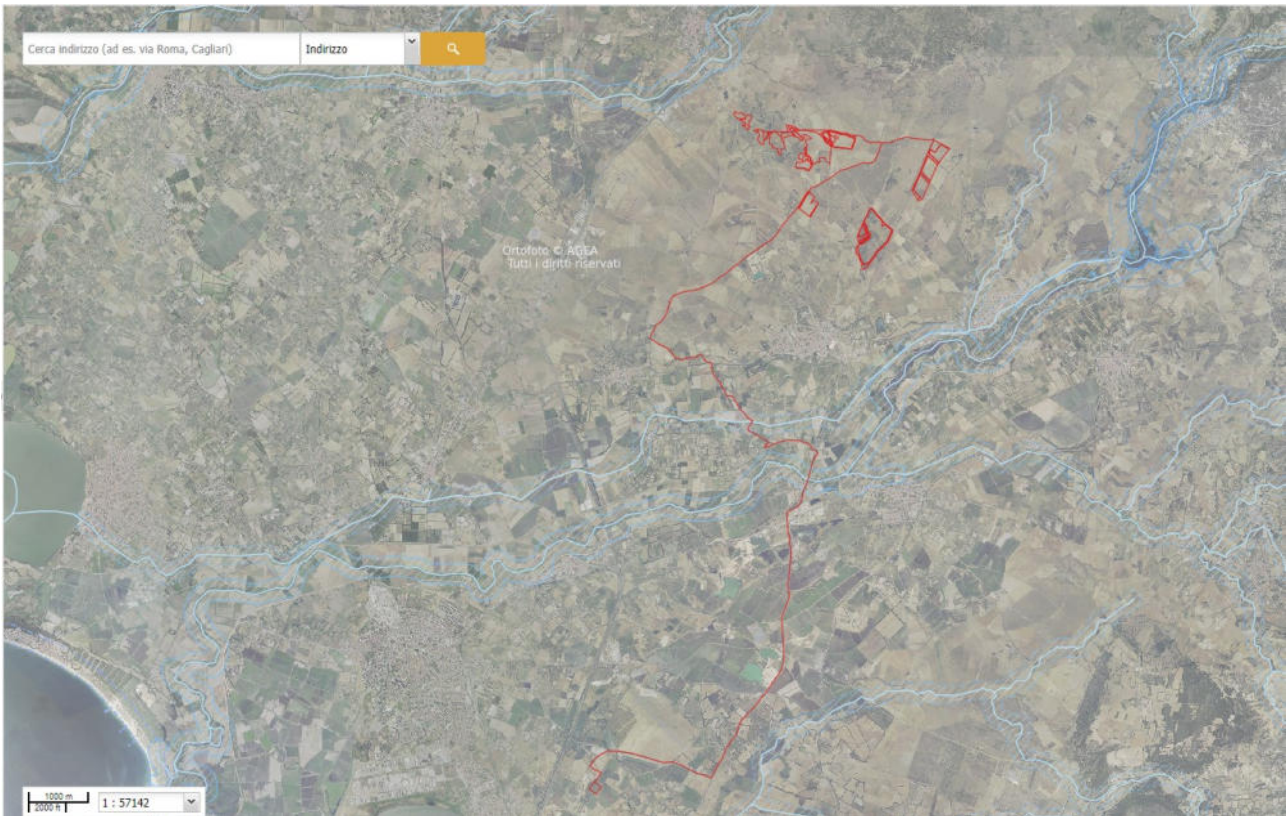 Cerca indirizzo (ad es. via Roma, Cagliari)
Indirizzo
Ortofoto © AGEA
Tutti i diritti riservati
1000 m
2000 ft
1 : 57142